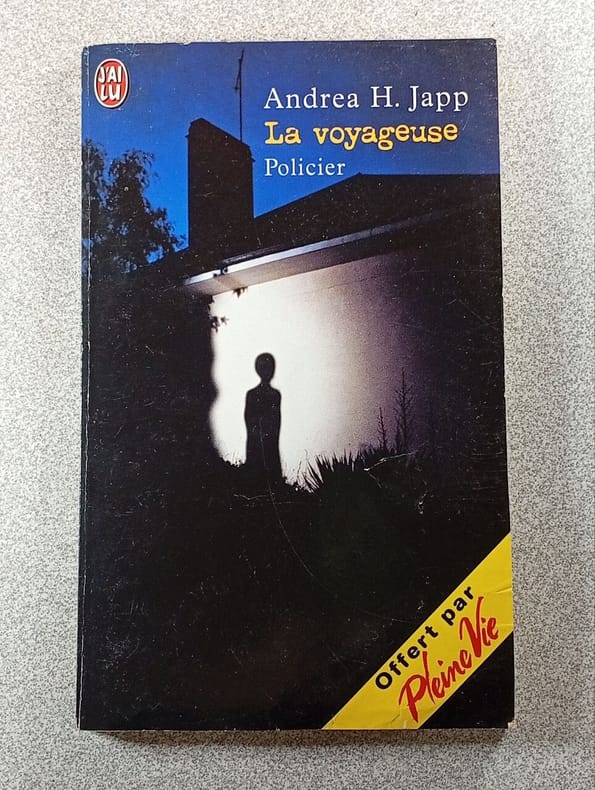 J'AI
LU
Andrea H. Japp
La voyageuse
Policier
Offert par
Pleine Vie